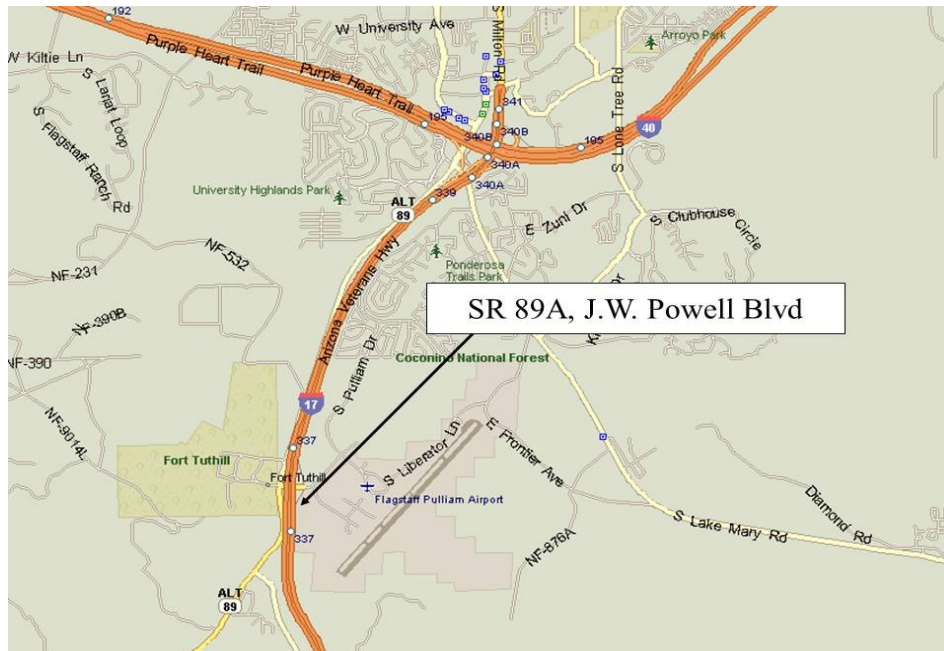 192
W University Ave
S Milton Rd
Arroyo Park
W Kiltie Ln
Purple Heart Trail
Purple Heart Trail
S Lariat Loop
S Flagstaff Ranch Rd
341
195
340B
340B
195
40
S Lone Tree Rd
340A
340A
University Highlands Park
339
ALT
89
E Zuni Dr
S Clubhouse Circle
NF-532
NF-231
Arizona Veterans Hwy
Ponderosa
Trails Park
Dr
SR 89A, J.W. Powell Blvd
NF-390B
NF-390
Coconino National Forest
S Pulliam Dr
17
NF-9014L
337
S Liberator Ln
E Frontier Ave
Fort Tuthill
Fort Tuthill
Flagstaff Pulliam Airport
Diamond Rd
S Lake Mary Rd
337
NF-876A
ALT
89